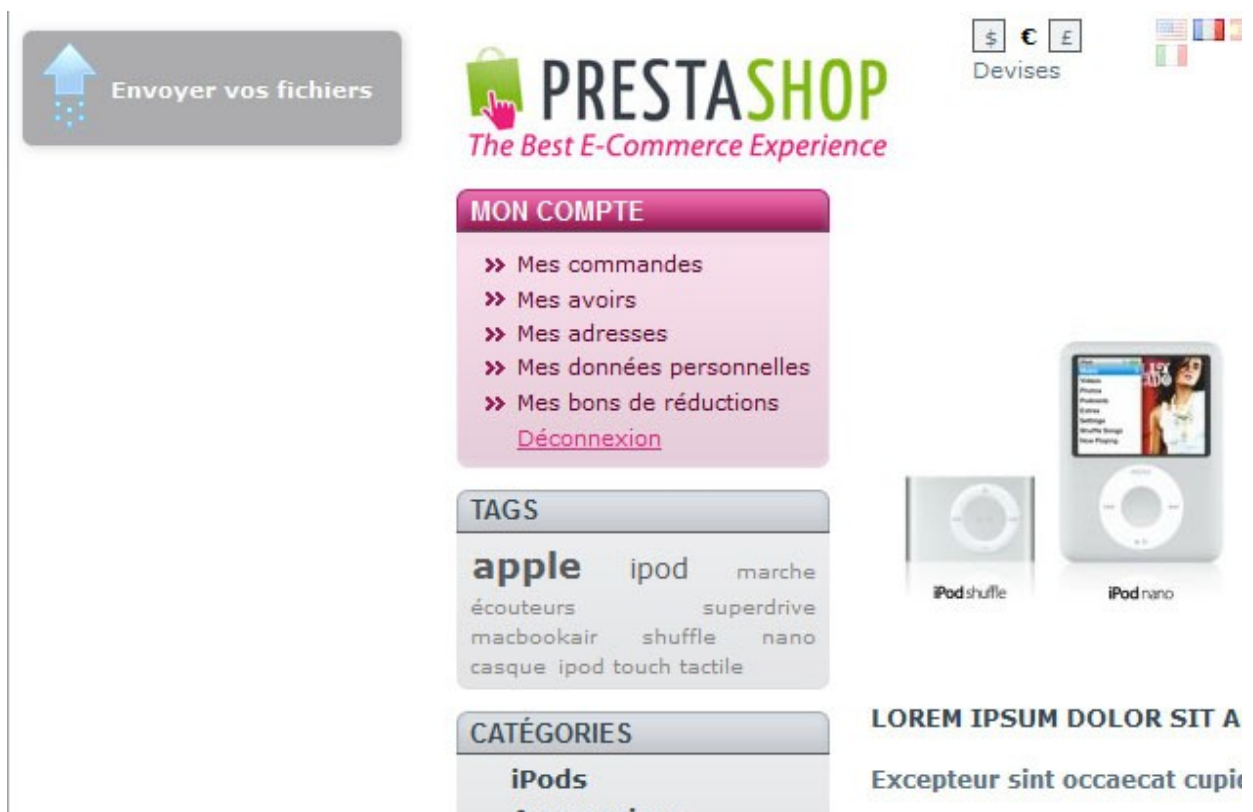 Envoyer vos fichiers
PRESTASHOP
The Best E-Commerce Experience
$ € £
Devises
MON COMPTE
Mes commandes
Mes avoirs
Mes adresses
Mes données personnelles
Mes bons de réductions
Déconnexion
TAGS
apple ipod marche
écouteurs superdrive
macbookair shuffle nano
casque ipod touch tactile
CATÉGORIES
iPods
iPod shuffle
iPod nano
LOREM IPSUM DOLOR SIT A
Excepteur sint occaecat